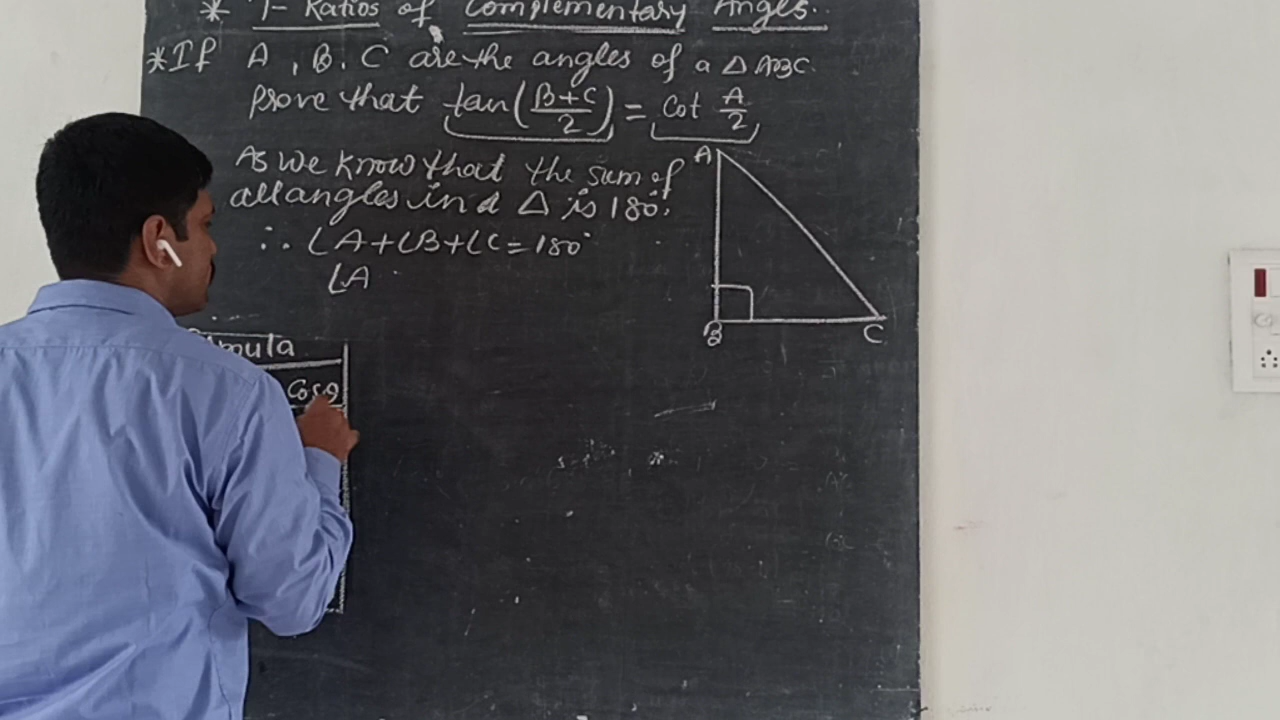 * T- Ratios of Complementary Angles.
*If A, B, C are the angles of a △ ABC
prove that tan(B+C/2) = cot A/2
As we know that the sum of
all angles in a △ is 180°.
∴ ∠A+∠B+∠C=180°
∠A
A
B
C
Cosθ